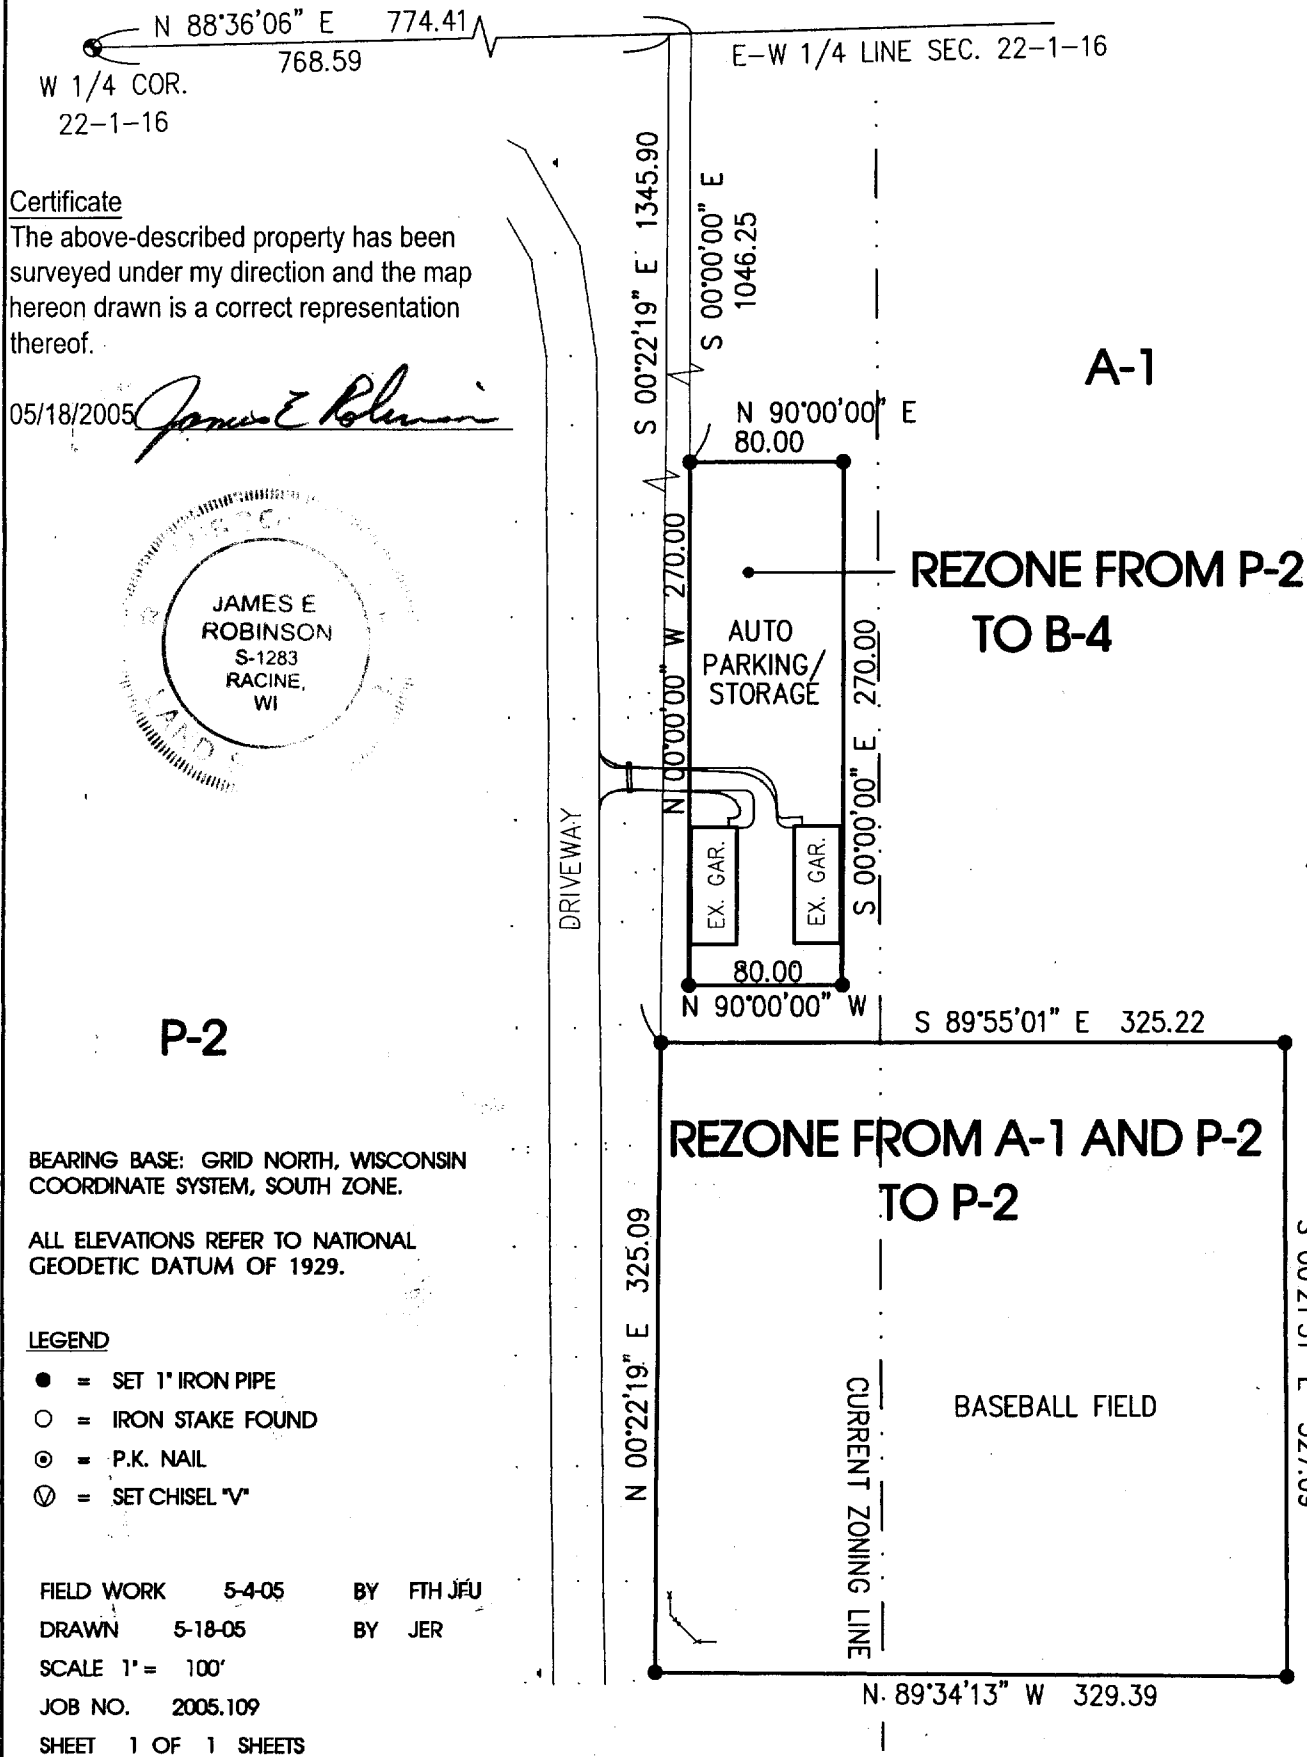 N 88°36'06" E 774.41
768.59
E-W 1/4 LINE SEC. 22-1-16
W 1/4 COR.
22-1-16
Certificate
The above-described property has been
surveyed under my direction and the map
hereon drawn is a correct representation
thereof.
05/18/2005 James E Robinson
JAMES E
ROBINSON
S-1283
RACINE,
WI
LAND S
S 00°22'19" E 1345.90
S 00°00'00" E
1046.25
A-1
N 90°00'00" E
80.00
N 00°00'00" W 270.00
REZONE FROM P-2
TO B-4
AUTO
PARKING/
STORAGE
S 00°00'00" E 270.00
DRIVEWAY
EX. GAR.
EX. GAR.
80.00
N 90°00'00" W
P-2
S 89°55'01" E 325.22
REZONE FROM A-1 AND P-2
TO P-2
N 00°22'19" E 325.09
BASEBALL FIELD
CURRENT ZONING LINE
N 89°34'13" W 329.39
BEARING BASE: GRID NORTH, WISCONSIN
COORDINATE SYSTEM, SOUTH ZONE.
ALL ELEVATIONS REFER TO NATIONAL
GEODETIC DATUM OF 1929.
LEGEND
● = SET 1" IRON PIPE
○ = IRON STAKE FOUND
⊙ = P.K. NAIL
Ⓥ = SET CHISEL "V"
FIELD WORK 5-4-05 BY FTH JFU
DRAWN 5-18-05 BY JER
SCALE 1" = 100'
JOB NO. 2005.109
SHEET 1 OF 1 SHEETS